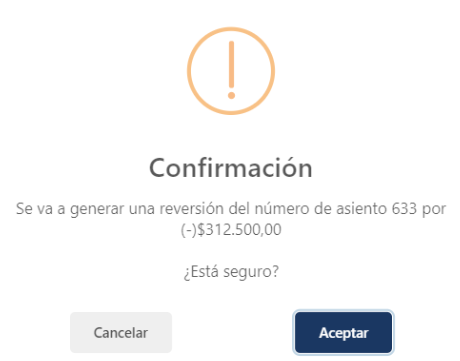 Confirmación
Se va a generar una reversión del número de asiento 633 por
(-)$312.500,00
¿Está seguro?
Cancelar
Aceptar